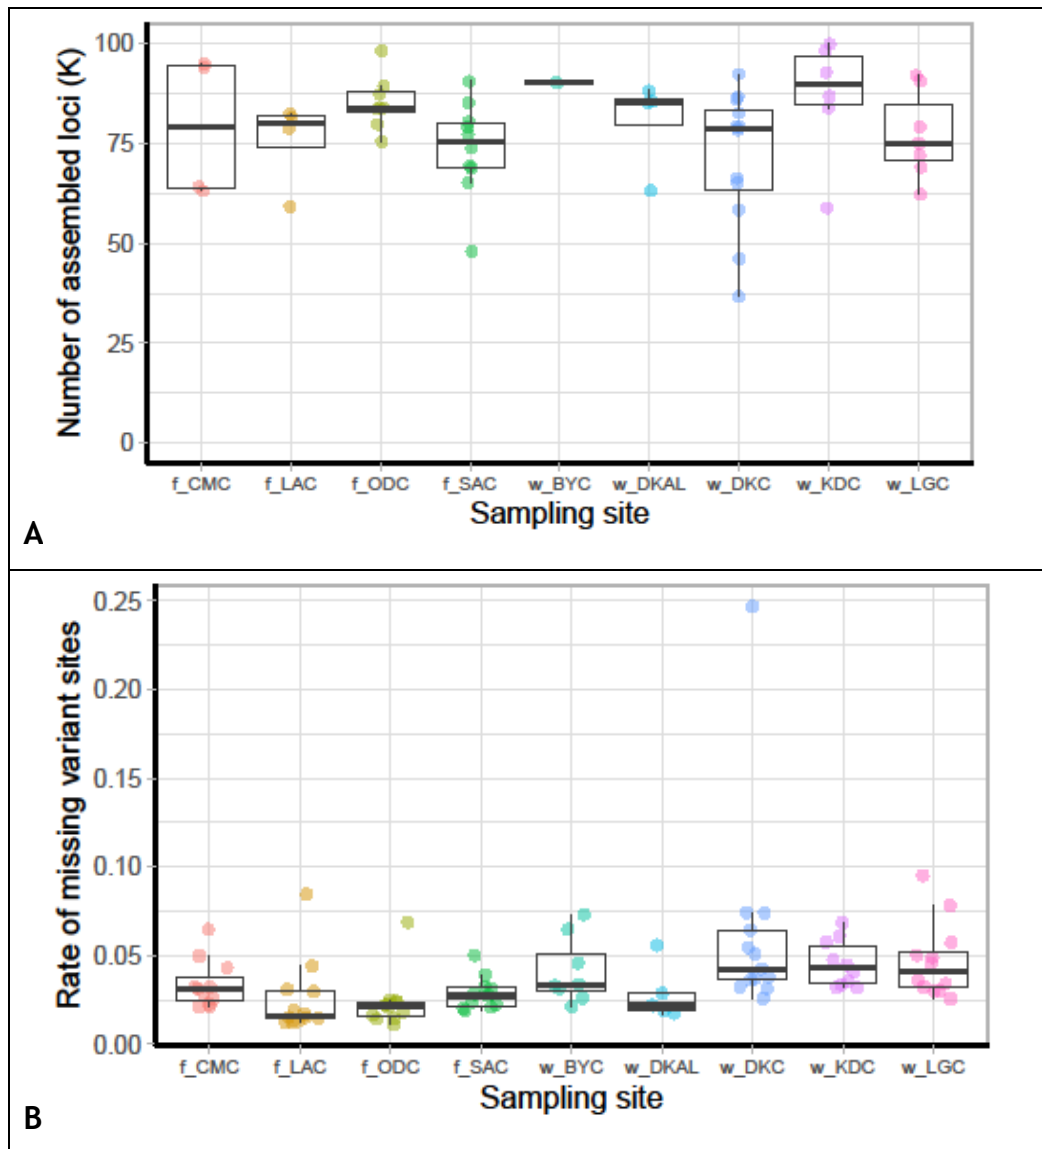 Number of assembled loci (K)
100
75
50
25
0
f_CMC f_LAC f_ODC f_SAC w_BYC w_DKAL w_DKC w_KDC w_LGC
Sampling site
A
Rate of missing variant sites
0.25
0.20
0.15
0.10
0.05
0.00
f_CMC f_LAC f_ODC f_SAC w_BYC w_DKAL w_DKC w_KDC w_LGC
Sampling site
B